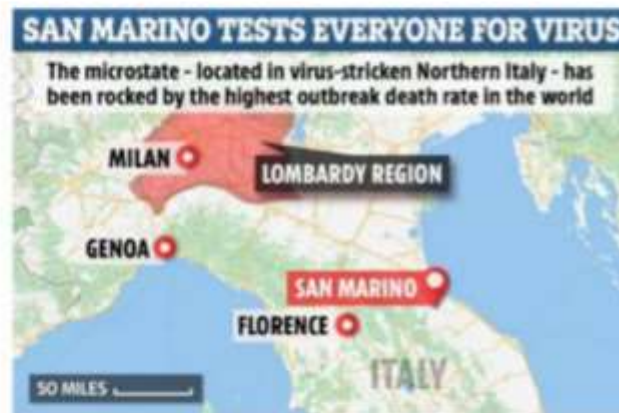 SAN MARINO TESTS EVERYONE FOR VIRUS
The microstate - located in virus-stricken Northern Italy - has
been rocked by the highest outbreak death rate in the world
MILAN
LOMBARDY REGION
GENOA
SAN MARINO
FLORENCE
ITALY
50 MILES